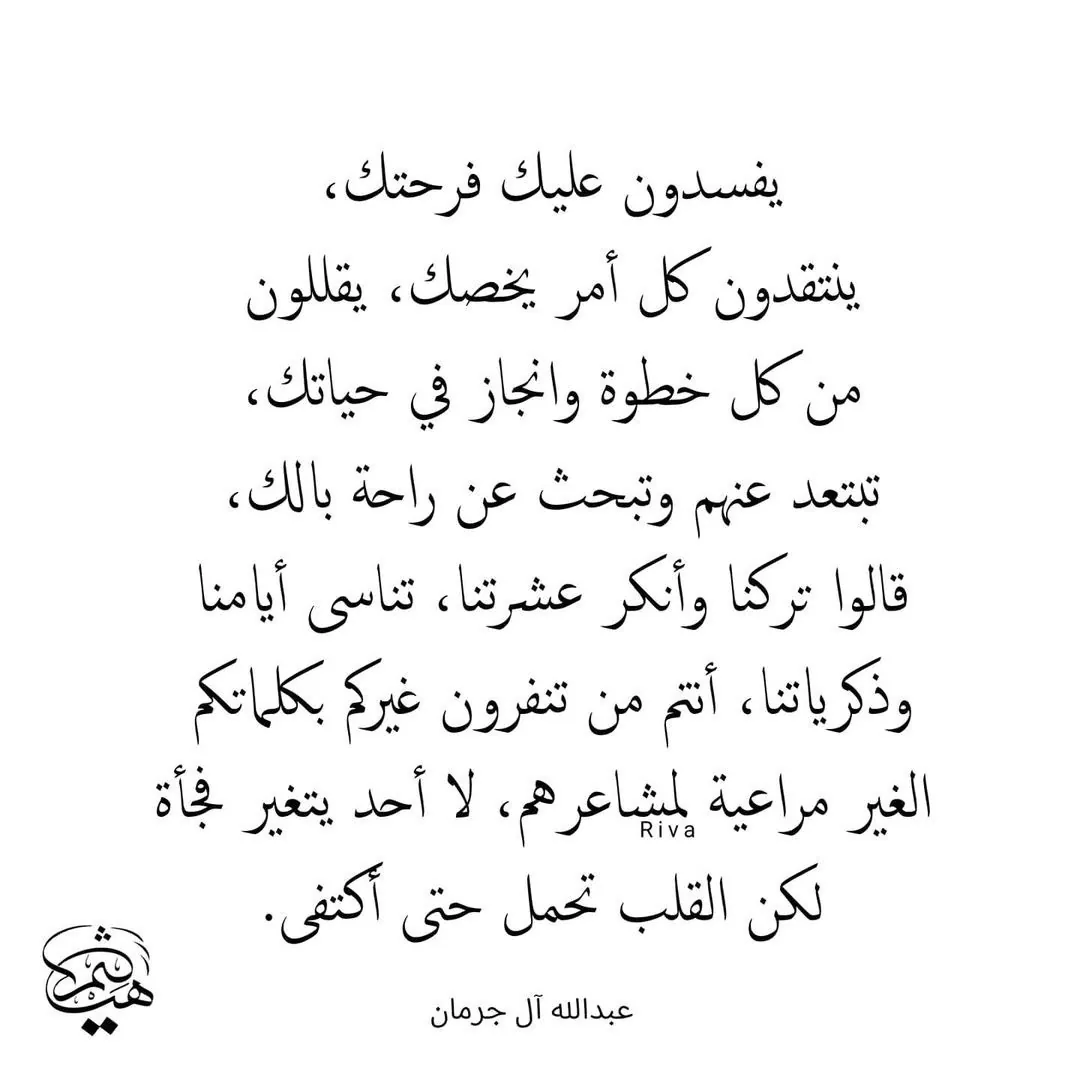 يفسدون عليك فرحتك،
ينتقدون كل أمر يخصك، يقللون
من كل خطوة وانجاز في حياتك،
تبتعد عنهم وتبحث عن راحة بالك،
قالوا تركنا وأنكر عشرتنا، تناسى أيامنا
وذكرياتنا، أنتم من تنفرون غيركم بكلماتكم
الغير مراعية لمشاعرهم، لا أحد يتغير فجأة
Riva
لكن القلب تحمل حتى أكتفى.
عبدالله آل جرمان